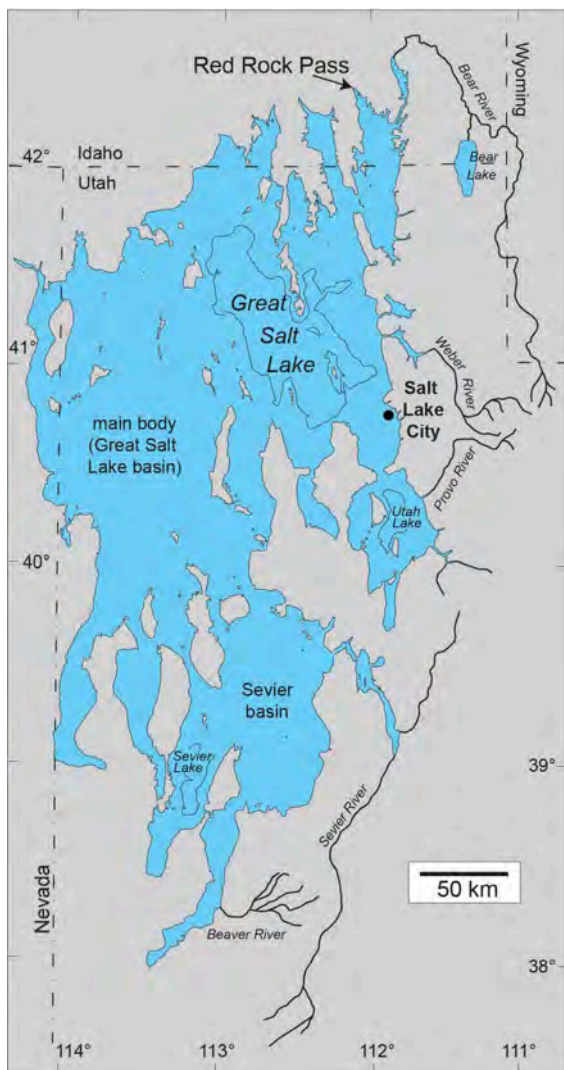 Red Rock Pass
Wyoming
Bear River
42°
Idaho
Utah
Bear
Lake
Great
Salt
Lake
41°
Weber
River
Salt
Lake
City
main body
(Great Salt
Lake basin)
Provo River
Utah
Lake
40°
Sevier
basin
Sevier
Lake
39°
Sevier River
50 km
Nevada
Beaver River
38°
114°
113°
112°
111°